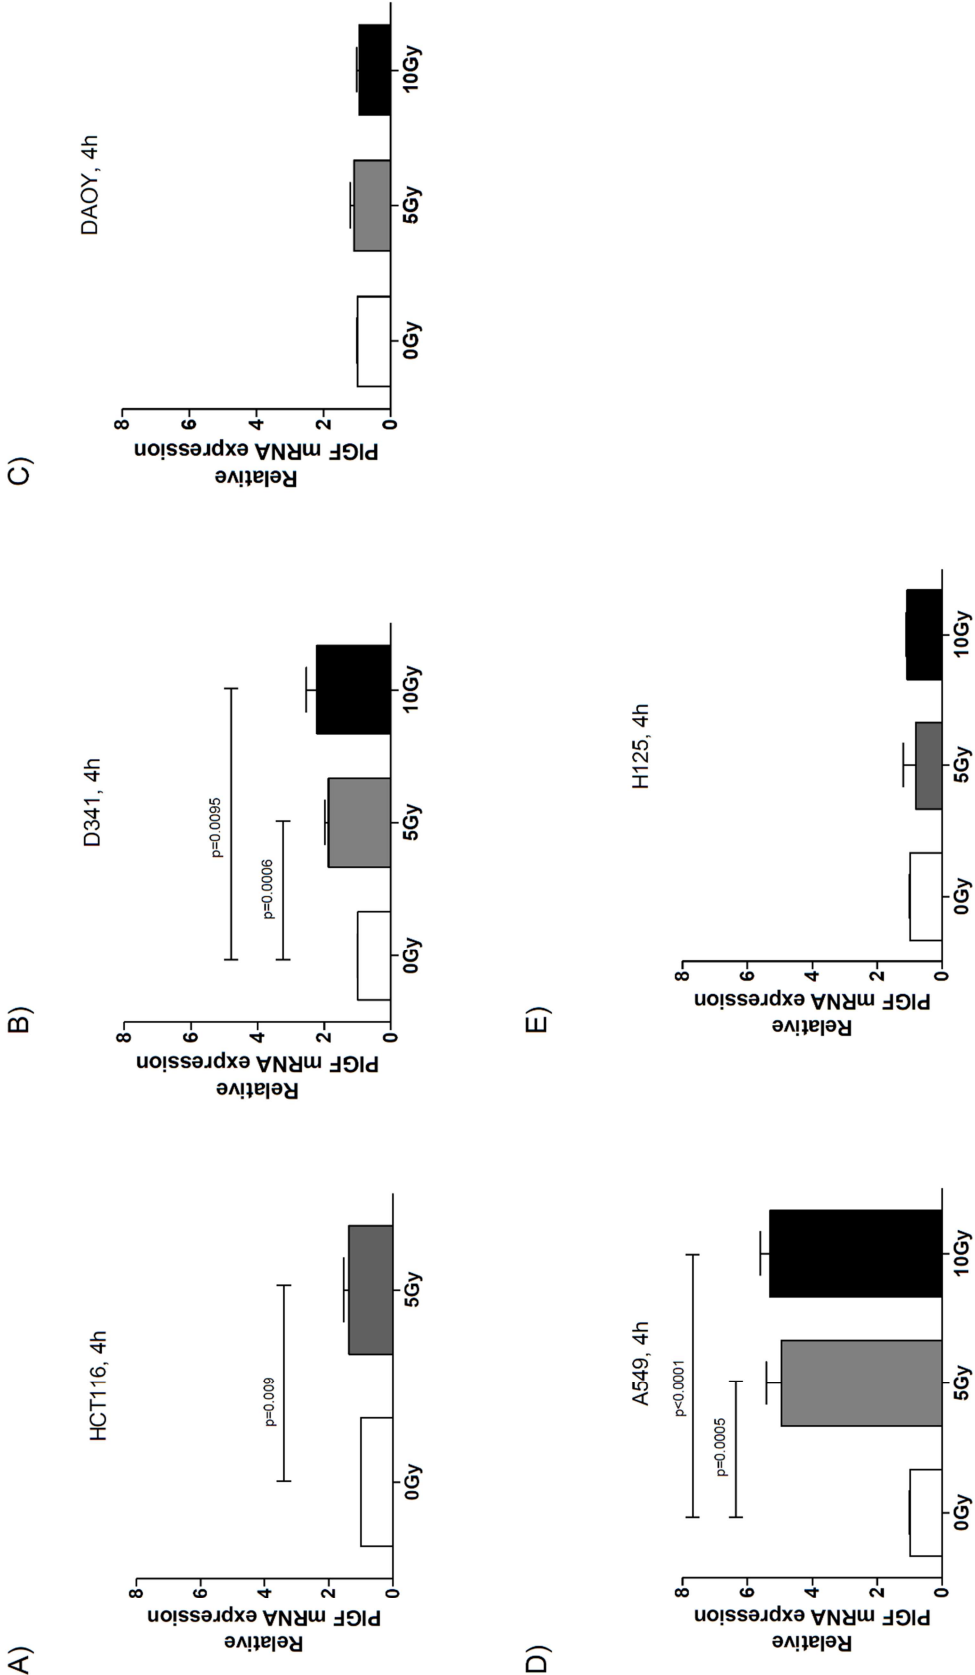 A)
HCT116, 4h
Relative
PlGF mRNA expression
8
6
4
2
0
p=0.009
0Gy
5Gy
B)
D341, 4h
Relative
PlGF mRNA expression
8
6
4
2
0
p=0.0095
p=0.0006
0Gy
5Gy
10Gy
C)
DAOY, 4h
Relative
PlGF mRNA expression
8
6
4
2
0
0Gy
5Gy
10Gy
D)
A549, 4h
Relative
PlGF mRNA expression
8
6
4
2
0
p<0.0001
p=0.0005
0Gy
5Gy
10Gy
E)
H125, 4h
Relative
PlGF mRNA expression
8
6
4
2
0
0Gy
5Gy
10Gy